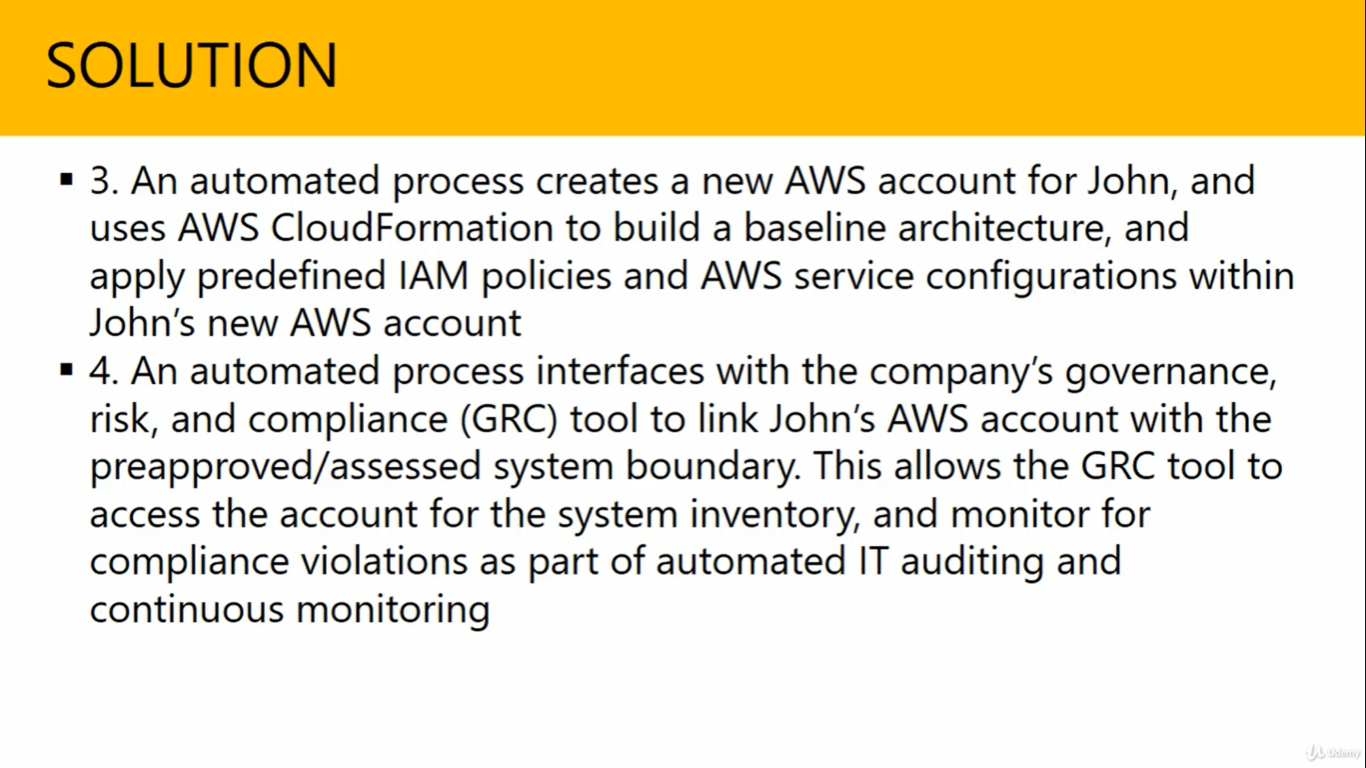 SOLUTION
▪ 3. An automated process creates a new AWS account for John, and
uses AWS CloudFormation to build a baseline architecture, and
apply predefined IAM policies and AWS service configurations within
John’s new AWS account
▪ 4. An automated process interfaces with the company’s governance,
risk, and compliance (GRC) tool to link John’s AWS account with the
preapproved/assessed system boundary. This allows the GRC tool to
access the account for the system inventory, and monitor for
compliance violations as part of automated IT auditing and
continuous monitoring
Udemy